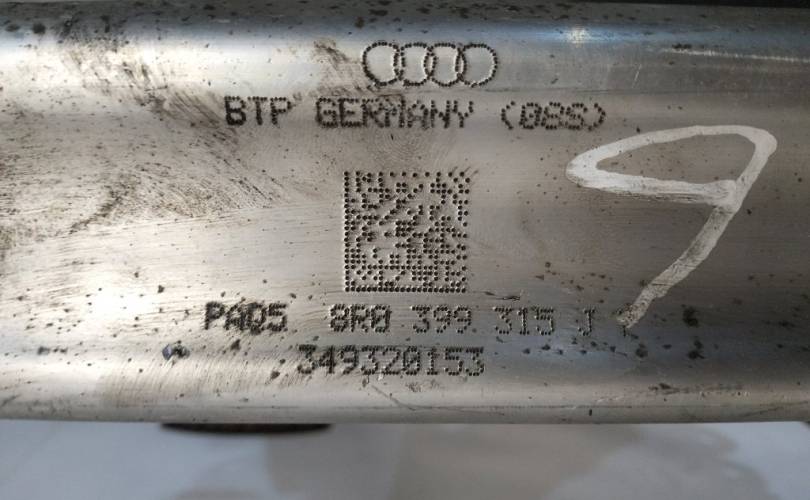 BTP GERMANY (08S)
9
PAQ5 8R0 399 315 J
349320153